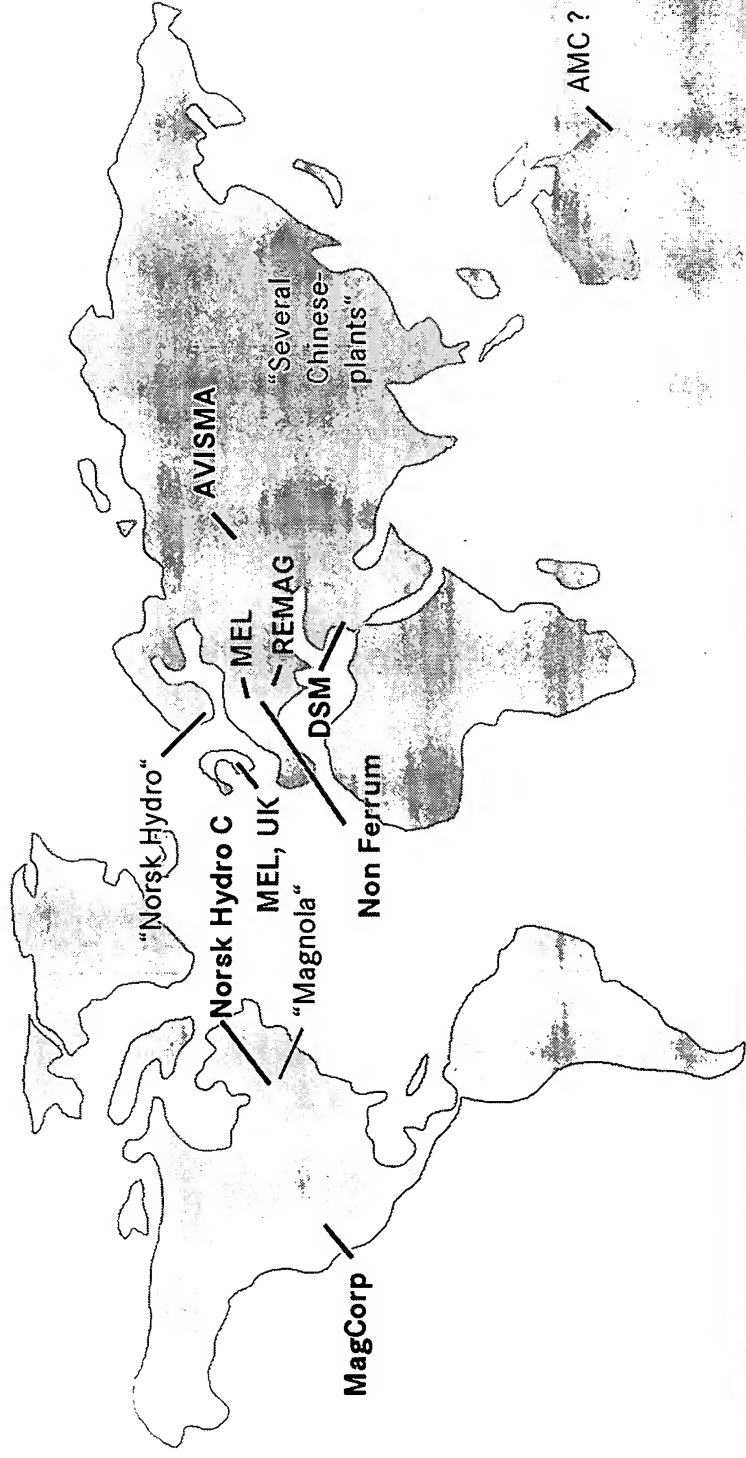 "Norsk Hydro"
Norsk Hydro C
MEL, UK
"Magnola"
MagCorp
Non Ferrum
DSM
REMAG
MEL
AVISMA
"Several
Chinese-
plants"
AMC ?